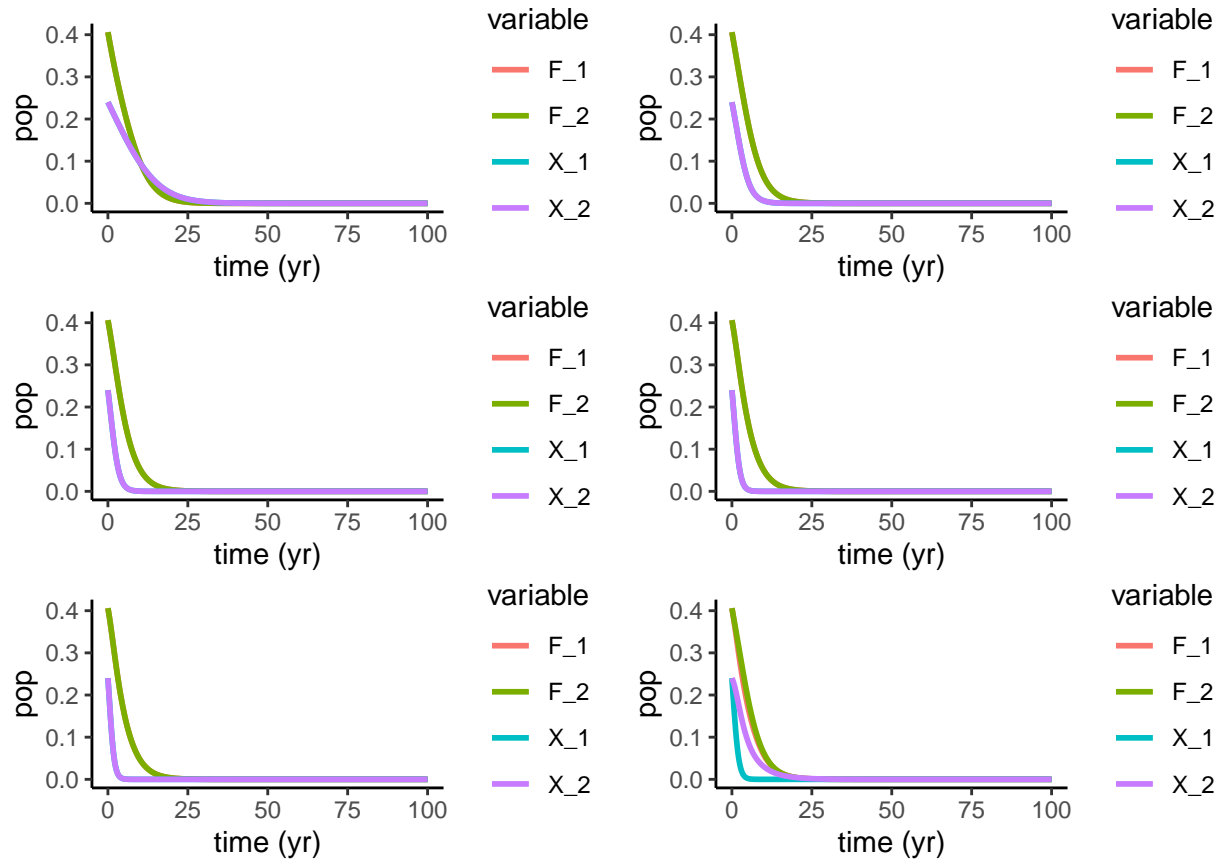 variable
F_1
F_2
X_1
X_2
pop
0.4
0.3
0.2
0.1
0.0
0 25 50 75 100
time (yr)
variable
F_1
F_2
X_1
X_2
pop
0.4
0.3
0.2
0.1
0.0
0 25 50 75 100
time (yr)
variable
F_1
F_2
X_1
X_2
pop
0.4
0.3
0.2
0.1
0.0
0 25 50 75 100
time (yr)
variable
F_1
F_2
X_1
X_2
pop
0.4
0.3
0.2
0.1
0.0
0 25 50 75 100
time (yr)
variable
F_1
F_2
X_1
X_2
pop
0.4
0.3
0.2
0.1
0.0
0 25 50 75 100
time (yr)
variable
F_1
F_2
X_1
X_2
pop
0.4
0.3
0.2
0.1
0.0
0 25 50 75 100
time (yr)